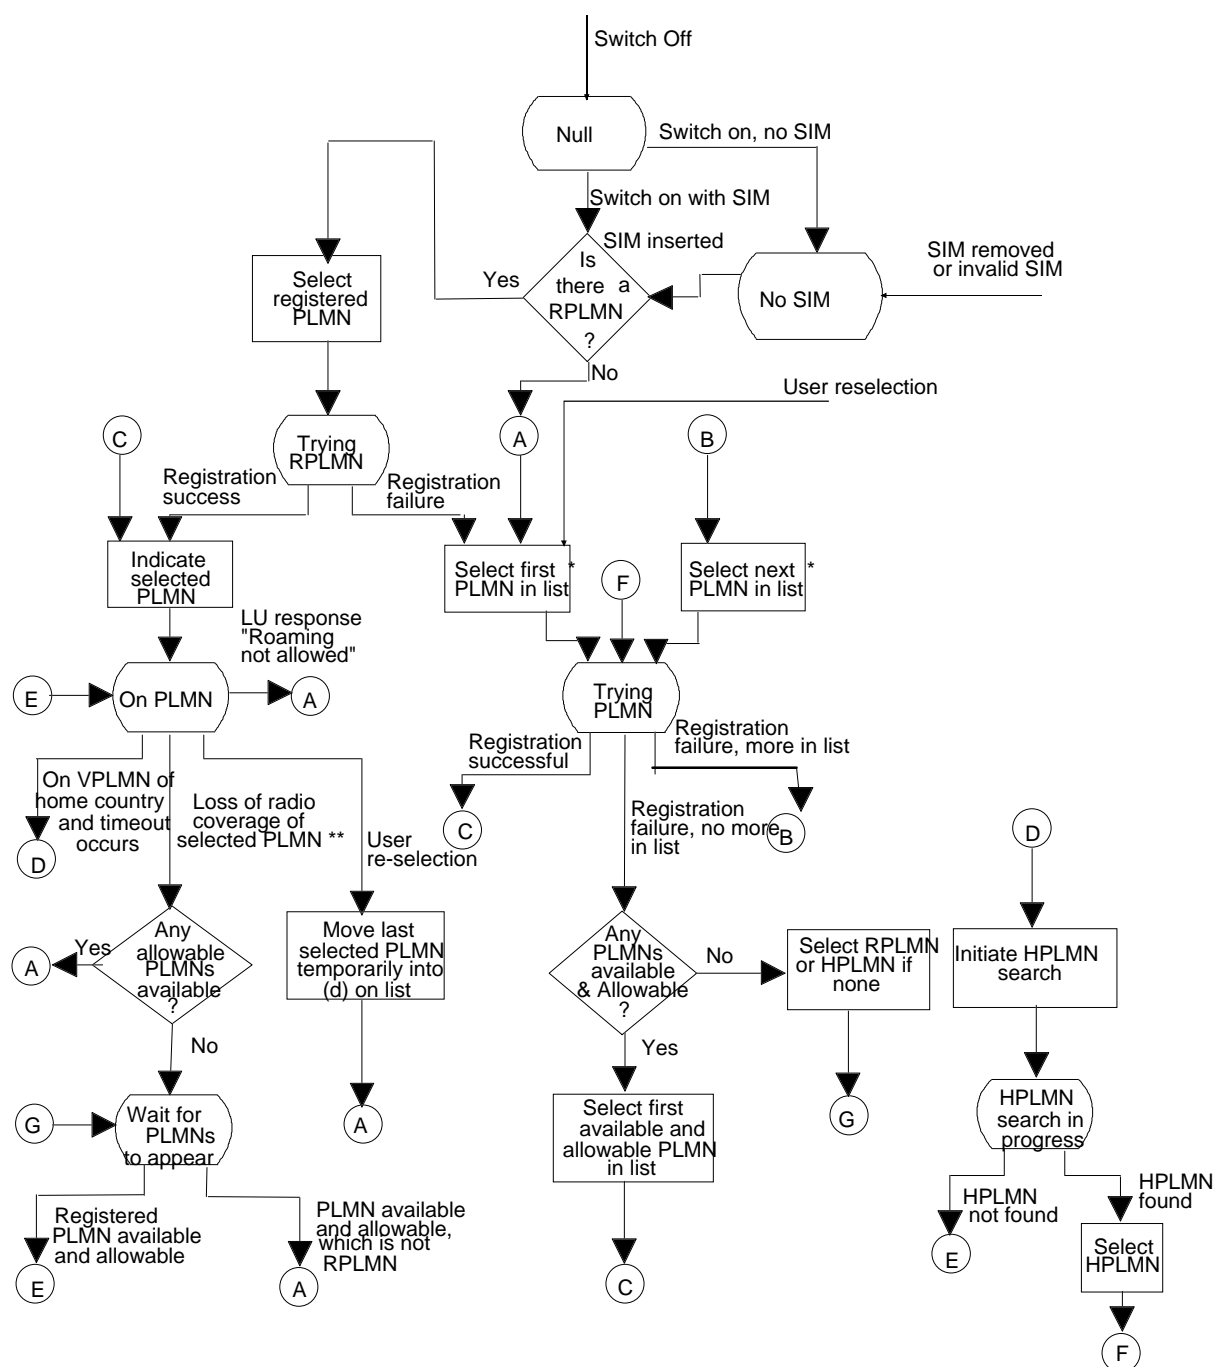 Switch Off
Null
Switch on, no SIM
Switch on with SIM
SIM inserted
SIM removed
or invalid SIM
No SIM
Is
there a
RPLMN
?
Yes
No
Select
registered
PLMN
User reselection
C
Trying
RPLMN
A
B
Registration
success
Registration
failure
Indicate
selected
PLMN
Select first *
PLMN in list
F
Select next *
PLMN in list
LU response
"Roaming
not allowed"
E
On PLMN
A
Trying
PLMN
Registration
successful
Registration
failure, more in list
On VPLMN of
home country
and timeout
occurs
Loss of radio
coverage of
selected PLMN **
User
re-selection
Registration
failure, no more
in list
D
C
B
D
Any
allowable
PLMNs
available
?
Yes
A
No
Move last
selected PLMN
temporarily into
(d) on list
Any
PLMNs
available
& Allowable
?
No
Yes
Select RPLMN
or HPLMN if
none
Initiate HPLMN
search
G
Wait for
PLMNs
to appear
A
Select first
available and
allowable PLMN
in list
G
HPLMN
search in
progress
Registered
PLMN available
and allowable
PLMN available
and allowable,
which is not
RPLMN
HPLMN
not found
HPLMN
found
E
A
C
E
Select
HPLMN
F